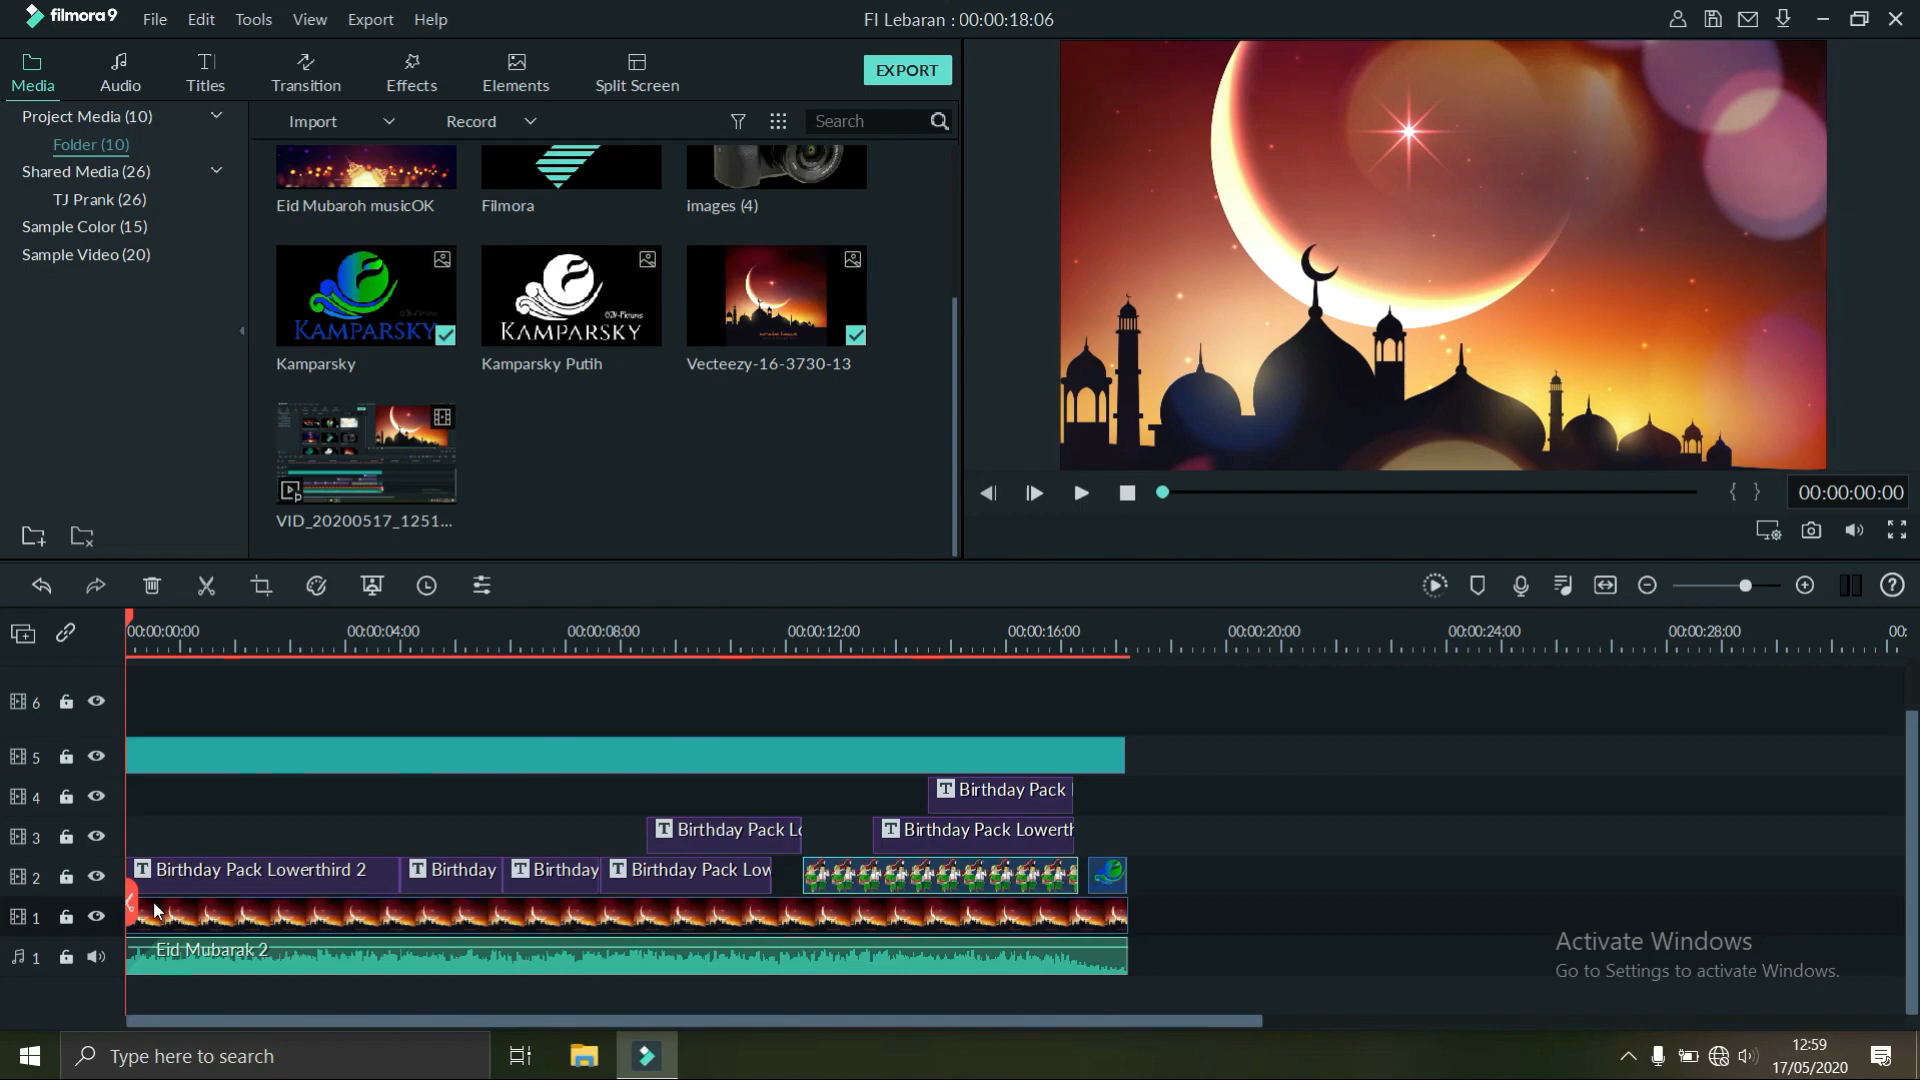 filmora9 File Edit Tools View Export Help FI Lebaran : 00:00:18:06
Media Audio Titles Transition Effects Elements Split Screen EXPORT
Project Media (10)
Folder (10)
Shared Media (26)
TJ Prank (26)
Sample Color (15)
Sample Video (20)
Import Record Search
Eid Mubaroh musicOK Filmora images (4)
KAMPARSKY KAMPARSKY
Kamparsky Kamparsky Putih Vecteezy-16-3730-13
VID_20200517_1251...
{ } 00:00:00:00
00:00:00:00 00:00:04:00 00:00:08:00 00:00:12:00 00:00:16:00 00:00:20:00 00:00:24:00 00:00:28:00 00:
6
5
4 T Birthday Pack
3 T Birthday Pack Lo T Birthday Pack Lowerth
2 T Birthday Pack Lowerthird 2 T Birthday T Birthday T Birthday Pack Low
1
1 Eid Mubarak 2
Activate Windows
Go to Settings to activate Windows.
Type here to search
12:59
17/05/2020